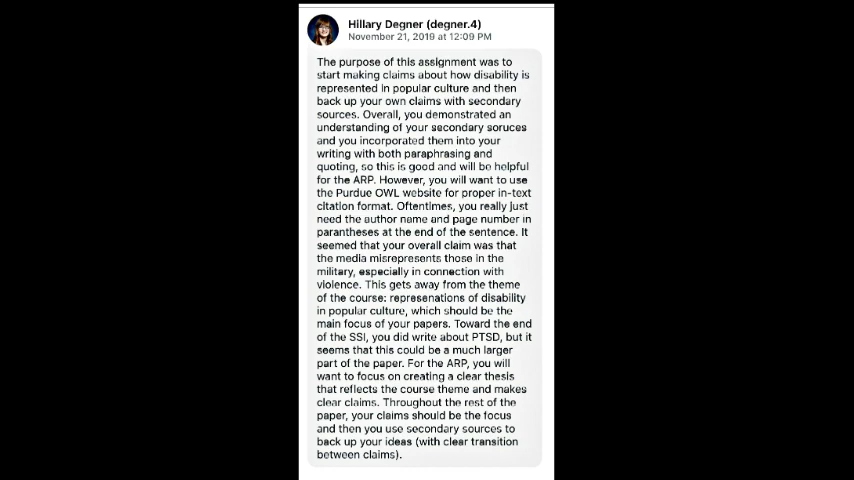 Hillary Degner (degner.4)
November 21, 2019 at 12:09 PM
The purpose of this assignment was to
start making claims about how disability is
represented in popular culture and then
back up your own claims with secondary
sources. Overall, you demonstrated an
understanding of your secondary soruces
and you incorporated them into your
writing with both paraphrasing and
quoting, so this is good and will be helpful
for the ARP. However, you will want to use
the Purdue OWL website for proper in-text
citation format. Oftentimes, you really just
need the author name and page number in
parantheses at the end of the sentence. It
seemed that your overall claim was that
the media misrepresents those in the
military, especially in connection with
violence. This gets away from the theme
of the course: represenations of disability
in popular culture, which should be the
main focus of your papers. Toward the end
of the SSI, you did write about PTSD, but it
seems that this could be a much larger
part of the paper. For the ARP, you will
want to focus on creating a clear thesis
that reflects the course theme and makes
clear claims. Throughout the rest of the
paper, your claims should be the focus
and then you use secondary sources to
back up your ideas (with clear transition
between claims).